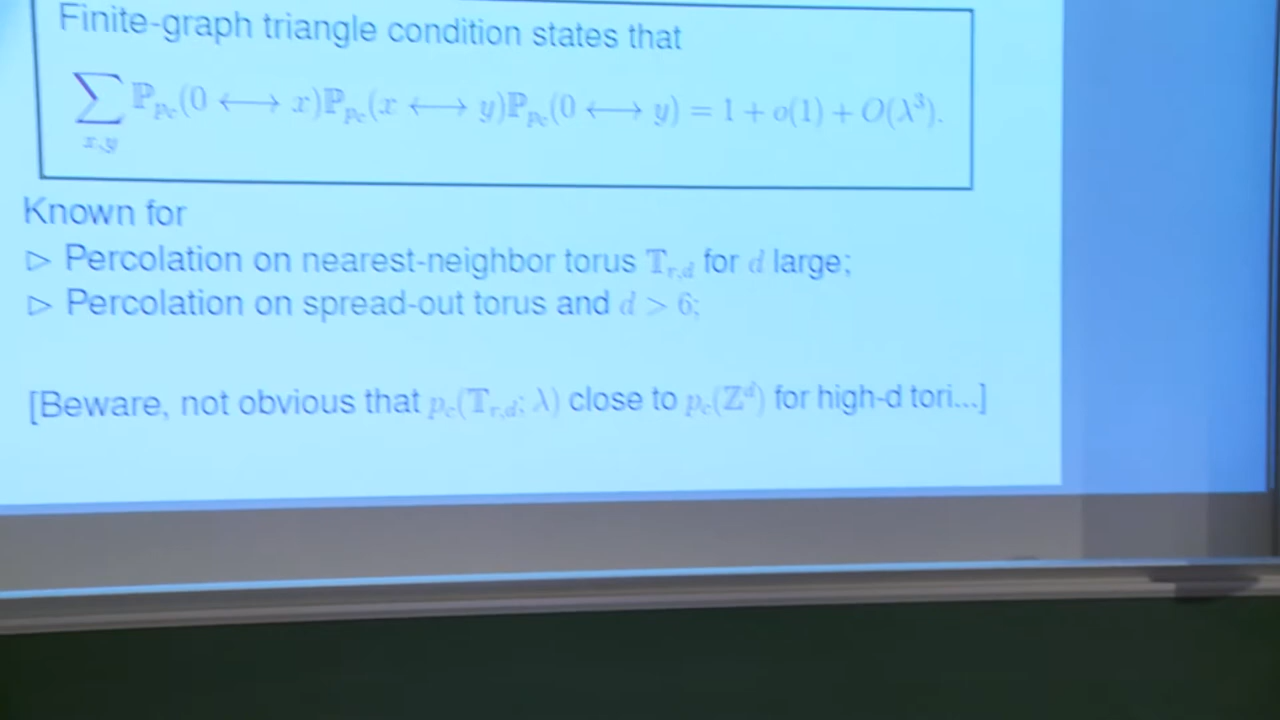 Finite-graph triangle condition states that
∑_{x,y} ℙ_{p_c}(0 ⟷ x)ℙ_{p_c}(x ⟷ y)ℙ_{p_c}(0 ⟷ y) = 1 + o(1) + O(λ³).
Known for
▷ Percolation on nearest-neighbor torus 𝕋_{r,d} for d large;
▷ Percolation on spread-out torus and d > 6;
[Beware, not obvious that p_c(𝕋_{r,d}; λ) close to p_c(ℤ^d) for high-d tori...]